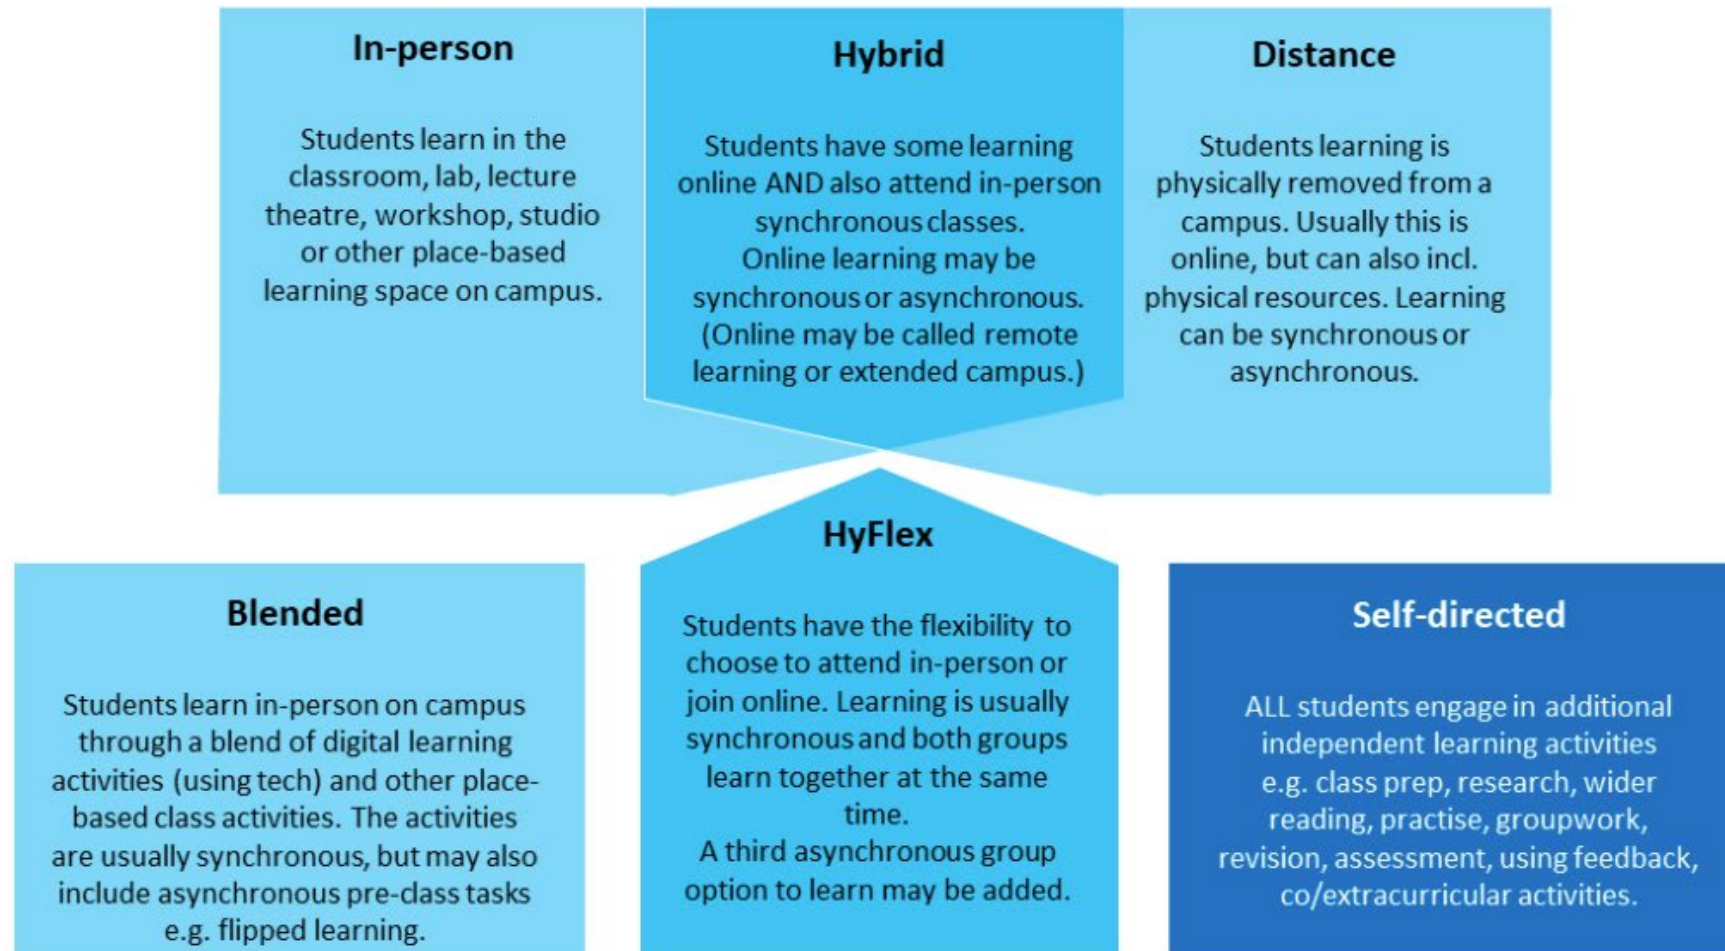 In-person
Students learn in the
classroom, lab, lecture
theatre, workshop, studio
or other place-based
learning space on campus.
Hybrid
Students have some learning
online AND also attend in-person
synchronous classes.
Online learning may be
synchronous or asynchronous.
(Online may be called remote
learning or extended campus.)
Distance
Students learning is
physically removed from a
campus. Usually this is
online, but can also incl.
physical resources. Learning
can be synchronous or
asynchronous.
Blended
Students learn in-person on campus
through a blend of digital learning
activities (using tech) and other place-
based class activities. The activities
are usually synchronous, but may also
include asynchronous pre-class tasks
e.g. flipped learning.
HyFlex
Students have the flexibility to
choose to attend in-person or
join online. Learning is usually
synchronous and both groups
learn together at the same
time.
A third asynchronous group
option to learn may be added.
Self-directed
ALL students engage in additional
independent learning activities
e.g. class prep, research, wider
reading, practise, groupwork,
revision, assessment, using feedback,
co/extracurricular activities.